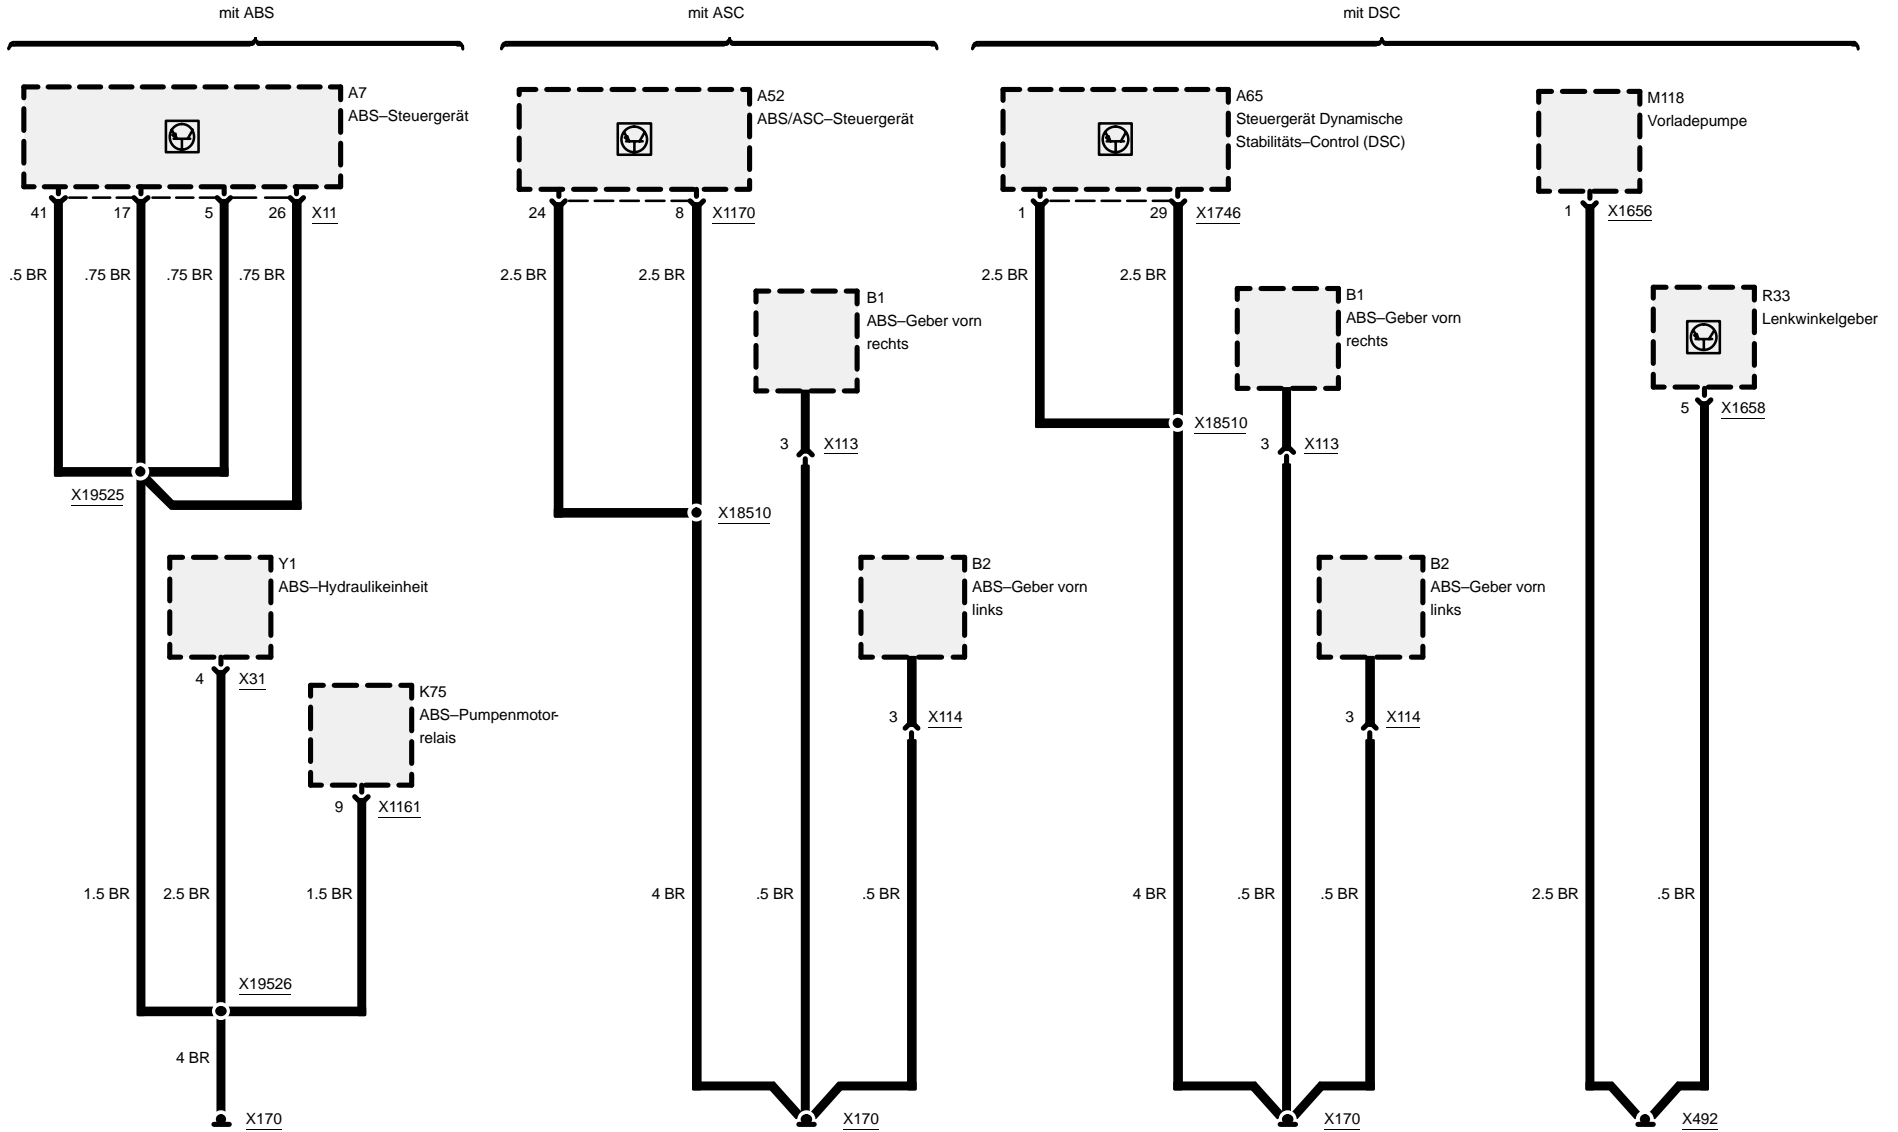 mit ABS
mit ASC
mit DSC
A7
ABS–Steuergerät
41
17
5
26
X11
.5 BR
.75 BR
.75 BR
.75 BR
X19525
Y1
ABS–Hydraulikeinheit
4
X31
K75
ABS–Pumpenmotor-
relais
9
X1161
1.5 BR
2.5 BR
1.5 BR
X19526
4 BR
X170
A52
ABS/ASC–Steuergerät
24
8
X1170
2.5 BR
2.5 BR
B1
ABS–Geber vorn
rechts
3
X113
X18510
B2
ABS–Geber vorn
links
3
X114
4 BR
.5 BR
.5 BR
X170
A65
Steuergerät Dynamische
Stabilitäts–Control (DSC)
1
29
X1746
2.5 BR
2.5 BR
B1
ABS–Geber vorn
rechts
X18510
3
X113
B2
ABS–Geber vorn
links
3
X114
4 BR
.5 BR
.5 BR
X170
M118
Vorladepumpe
1
X1656
R33
Lenkwinkelgeber
5
X1658
2.5 BR
.5 BR
X492